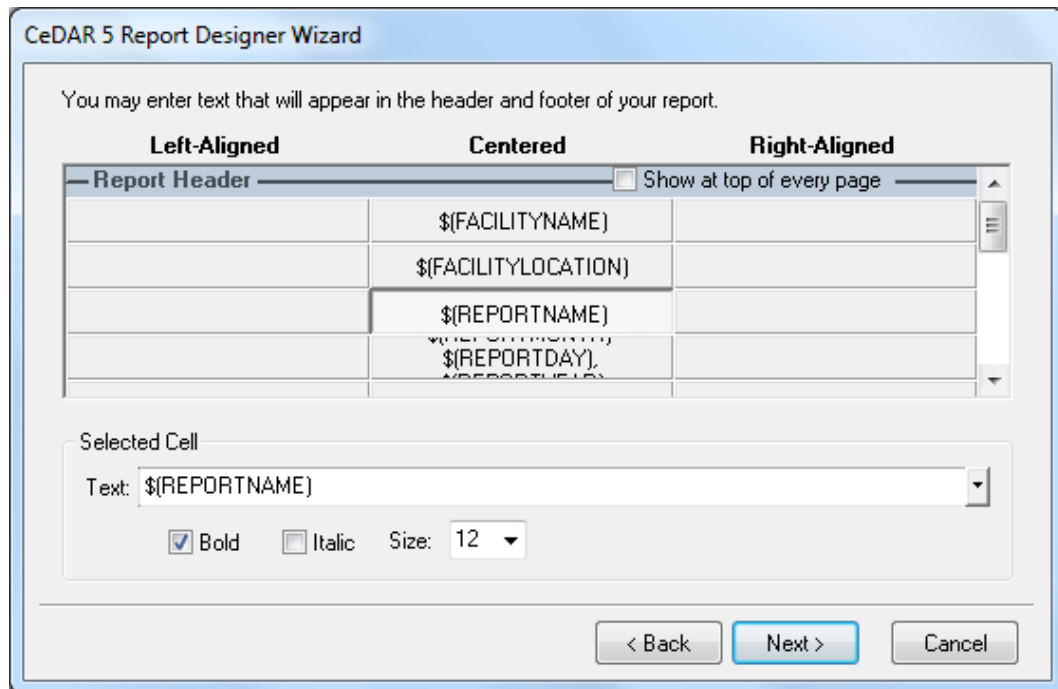 CeDAR 5 Report Designer Wizard
You may enter text that will appear in the header and footer of your report.
Left-Aligned Centered Right-Aligned
Report Header Show at top of every page
$(FACILITYNAME)
$(FACILITYLOCATION)
$(REPORTNAME)
$(REPORTDAY),
Selected Cell
Text: $(REPORTNAME)
Bold Italic Size: 12
< Back Next > Cancel